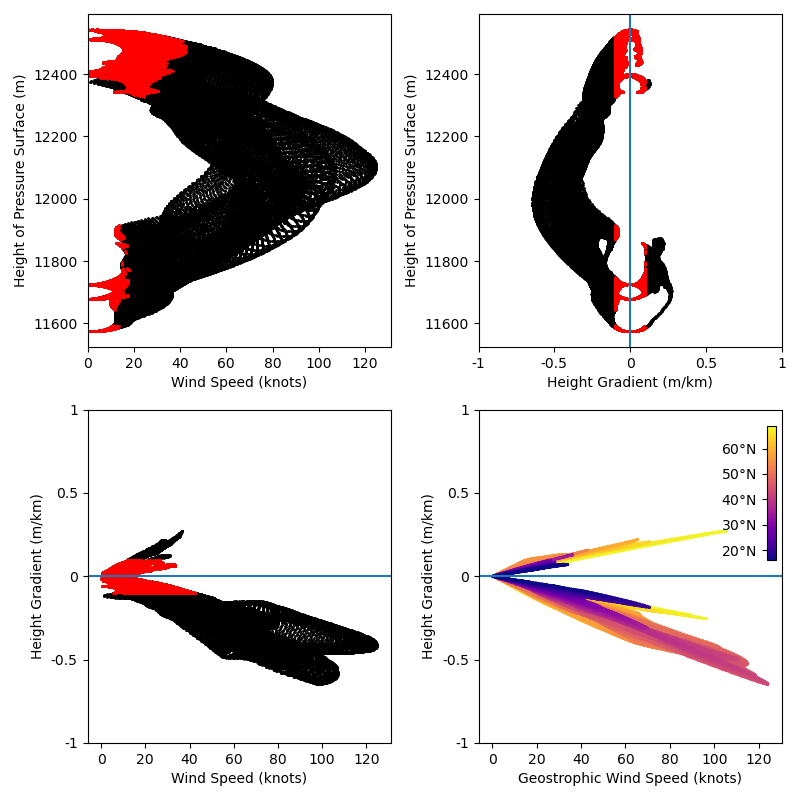 Height of Pressure Surface (m)
12400
12200
12000
11800
11600
0 20 40 60 80 100 120
Wind Speed (knots)
Height of Pressure Surface (m)
12400
12200
12000
11800
11600
-1 -0.5 0 0.5 1
Height Gradient (m/km)
Height Gradient (m/km)
1
0.5
0
-0.5
-1
0 20 40 60 80 100 120
Wind Speed (knots)
Height Gradient (m/km)
1
0.5
0
-0.5
-1
60°N
50°N
40°N
30°N
20°N
0 20 40 60 80 100 120
Geostrophic Wind Speed (knots)